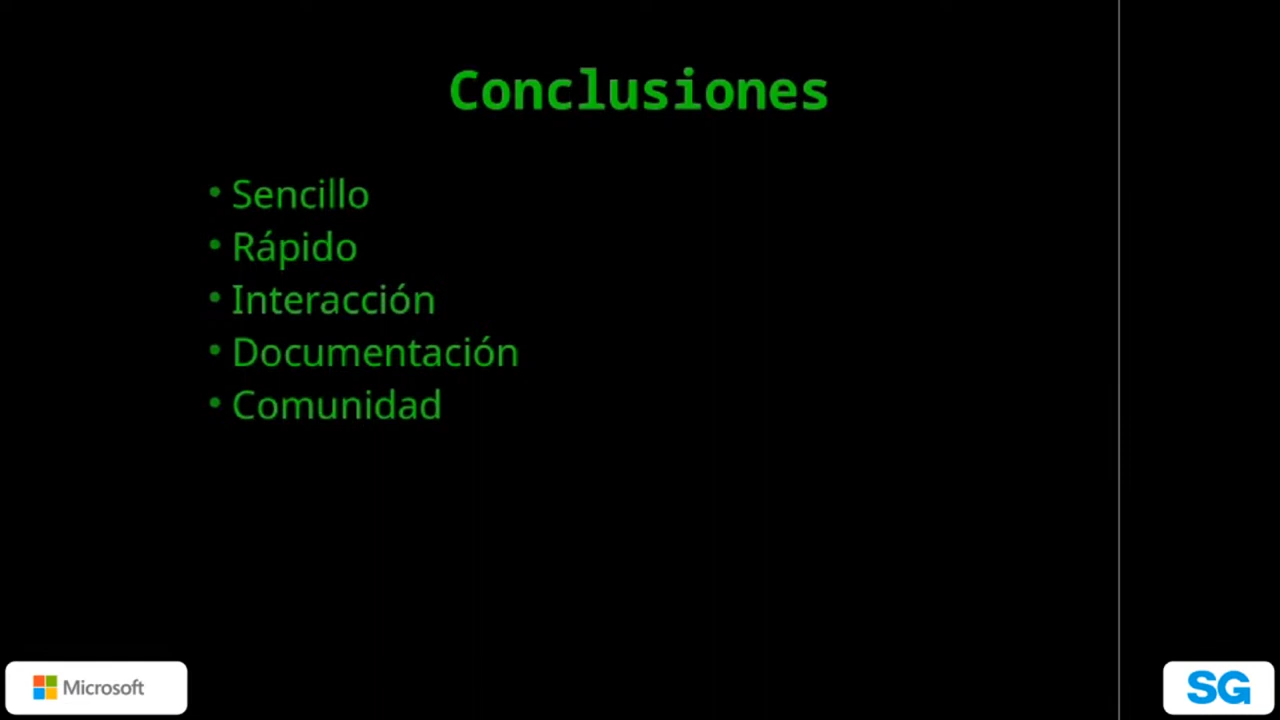 Conclusiones
• Sencillo
• Rápido
• Interacción
• Documentación
• Comunidad
Microsoft
SG